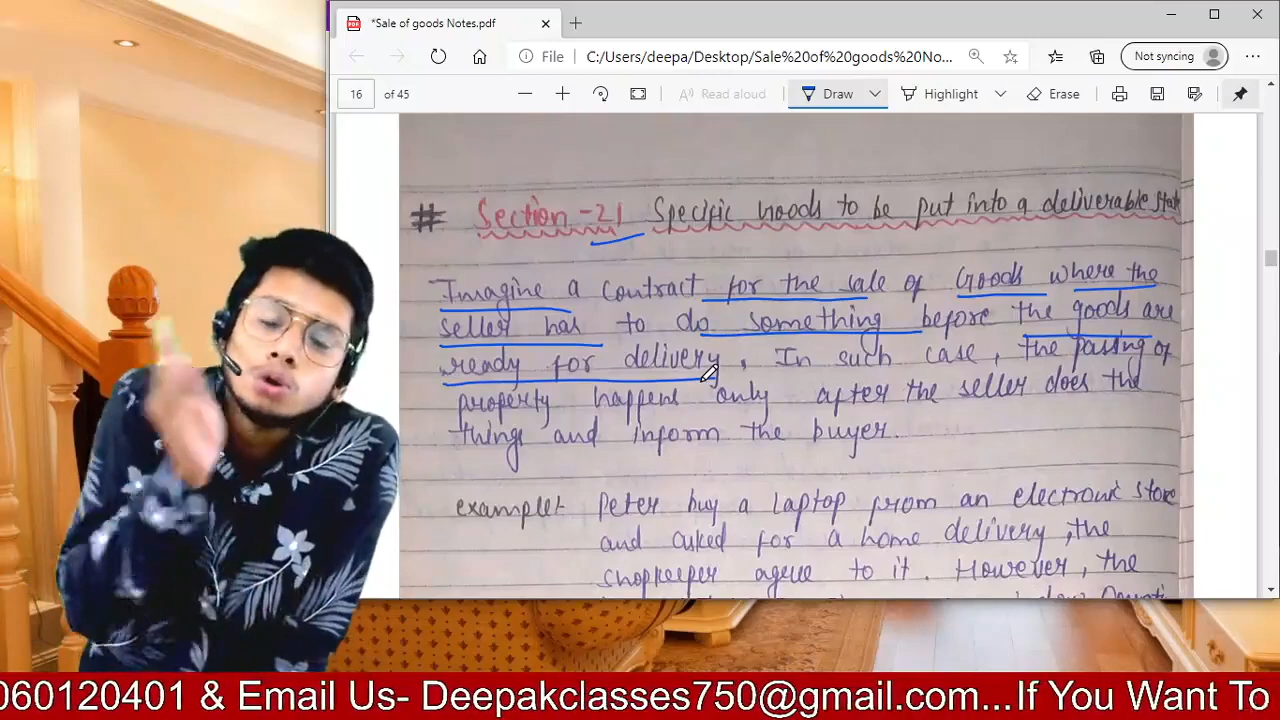 *Sale of goods Notes.pdf
File
C:/Users/deepa/Desktop/Sale%20of%20goods%20No...
Not syncing
16 of 45
Read aloud
Draw
Highlight
Erase
# Section -21 Specific Goods to be put into a deliverable state
Imagine a contract for the sale of Goods where the
seller has to do something before the goods are
ready for delivery. In such case, the passing of
property happens only after the seller does the
things and inform the buyer.
example:- Peter buy a laptop from an electronic store
and asked for a home delivery, the
shopkeeper agree to it. However, the
060120401 & Email Us- Deepakclasses750@gmail.com...If You Want To